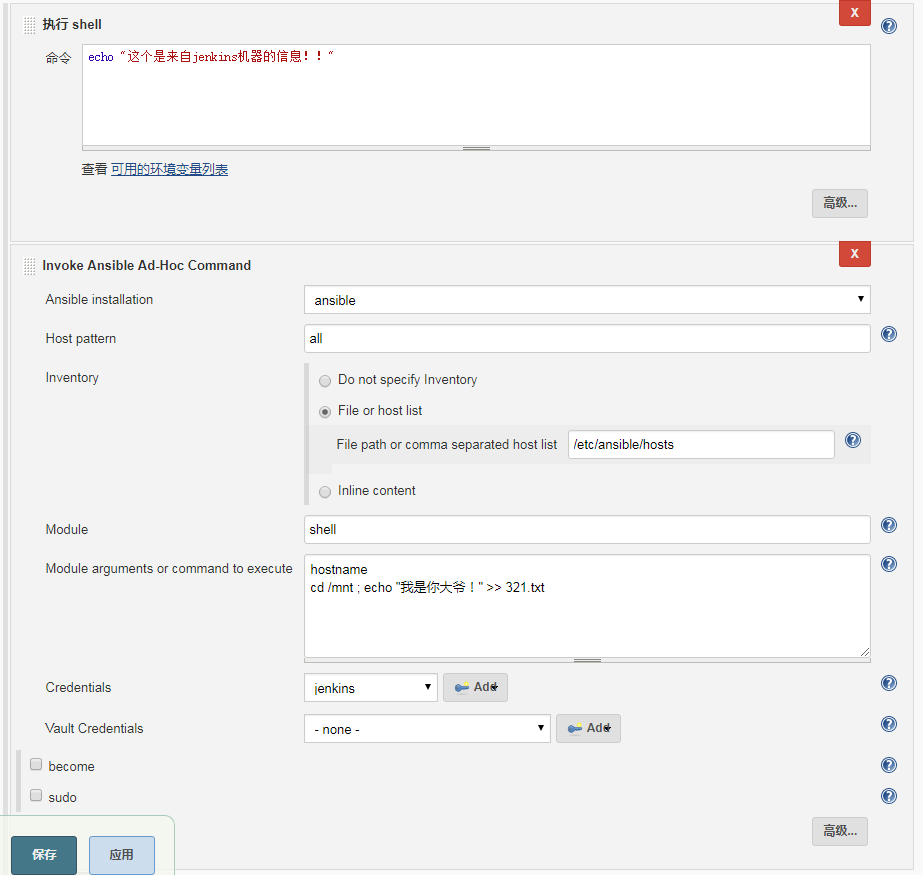 执行 shell
X
命令
echo "这个是来自jenkins机器的信息！！"
查看 可用的环境变量列表
高级...
Invoke Ansible Ad-Hoc Command
X
Ansible installation
ansible
Host pattern
all
Inventory
Do not specify Inventory
File or host list
File path or comma separated host list
/etc/ansible/hosts
Inline content
Module
shell
Module arguments or command to execute
hostname
cd /mnt ; echo "我是你大爷！" >> 321.txt
Credentials
jenkins
Add
Vault Credentials
- none -
Add
become
sudo
高级...
保存
应用